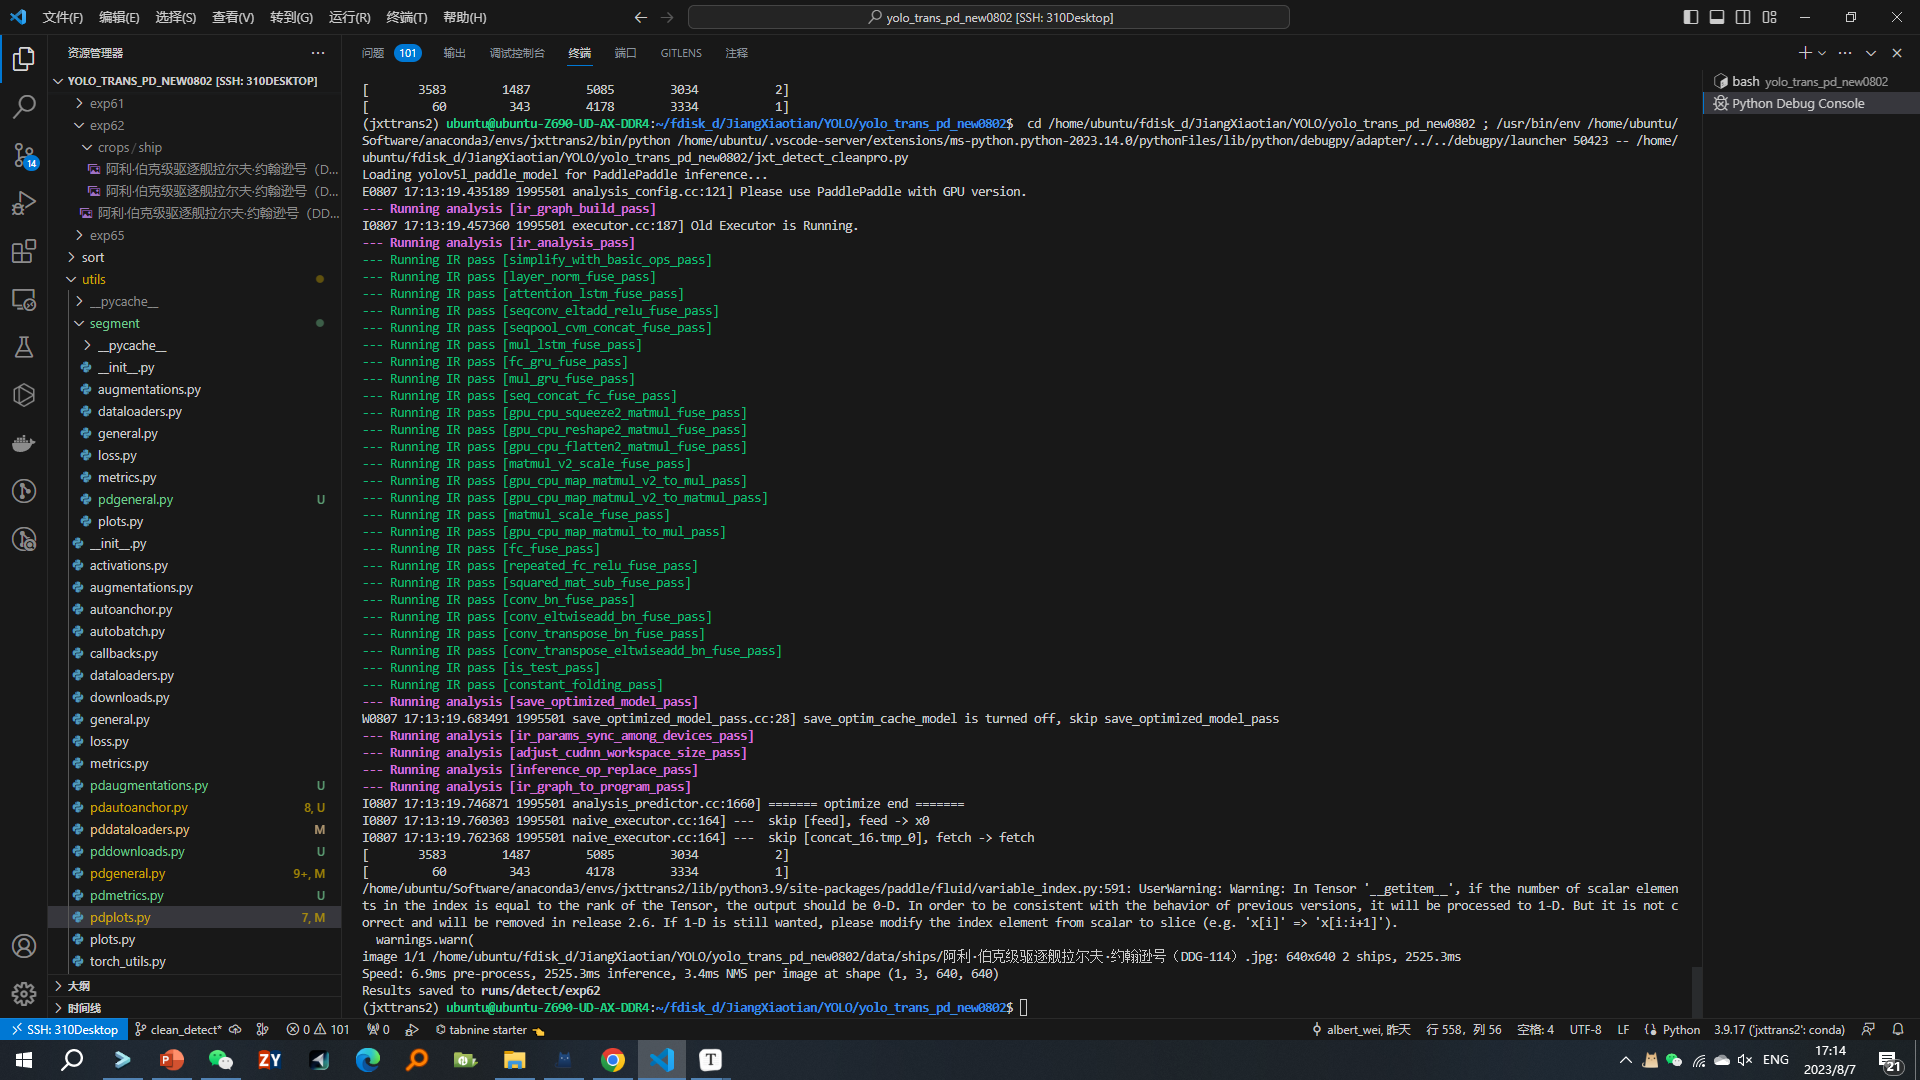 文件(F) 编辑(E) 选择(S) 查看(V) 转到(G) 运行(R) 终端(T) 帮助(H)
yolo_trans_pd_new0802 [SSH: 310Desktop]
资源管理器
YOLO_TRANS_PD_NEW0802 [SSH: 310DESKTOP]
exp61
exp62
crops/ship
阿利·伯克级驱逐舰拉尔夫·约翰逊号（D...
阿利·伯克级驱逐舰拉尔夫·约翰逊号（D...
阿利·伯克级驱逐舰拉尔夫·约翰逊号（DD...
exp65
sort
utils
__pycache__
segment
__pycache__
__init__.py
augmentations.py
dataloaders.py
general.py
loss.py
metrics.py
pdgeneral.py U
plots.py
__init__.py
activations.py
augmentations.py
autoanchor.py
autobatch.py
callbacks.py
dataloaders.py
downloads.py
general.py
loss.py
metrics.py
pdaugmentations.py U
pdautoanchor.py 8, U
pddataloaders.py M
pddownloads.py U
pdgeneral.py 9+, M
pdmetrics.py U
pdplots.py 7, M
plots.py
torch_utils.py
大纲
时间线
14
问题 101 输出 调试控制台 终端 端口 GITLENS 注释
bash yolo_trans_pd_new0802
Python Debug Console
[ 3583 1487 5085 3034 2]
[ 60 343 4178 3334 1]
(jxttrans2) ubuntu@ubuntu-Z690-UD-AX-DDR4:~/fdisk_d/JiangXiaotian/YOLO/yolo_trans_pd_new0802$ cd /home/ubuntu/fdisk_d/JiangXiaotian/YOLO/yolo_trans_pd_new0802 ; /usr/bin/env /home/ubuntu/
Software/anaconda3/envs/jxttrans2/bin/python /home/ubuntu/.vscode-server/extensions/ms-python.python-2023.14.0/pythonFiles/lib/python/debugpy/adapter/../../debugpy/launcher 50423 -- /home/
ubuntu/fdisk_d/JiangXiaotian/YOLO/yolo_trans_pd_new0802/jxt_detect_cleanpro.py
Loading yolov5l_paddle_model for PaddlePaddle inference...
E0807 17:13:19.435189 1995501 analysis_config.cc:121] Please use PaddlePaddle with GPU version.
--- Running analysis [ir_graph_build_pass]
I0807 17:13:19.457360 1995501 executor.cc:187] Old Executor is Running.
--- Running analysis [ir_analysis_pass]
--- Running IR pass [simplify_with_basic_ops_pass]
--- Running IR pass [layer_norm_fuse_pass]
--- Running IR pass [attention_lstm_fuse_pass]
--- Running IR pass [seqconv_eltadd_relu_fuse_pass]
--- Running IR pass [seqpool_cvm_concat_fuse_pass]
--- Running IR pass [mul_lstm_fuse_pass]
--- Running IR pass [fc_gru_fuse_pass]
--- Running IR pass [mul_gru_fuse_pass]
--- Running IR pass [seq_concat_fc_fuse_pass]
--- Running IR pass [gpu_cpu_squeeze2_matmul_fuse_pass]
--- Running IR pass [gpu_cpu_reshape2_matmul_fuse_pass]
--- Running IR pass [gpu_cpu_flatten2_matmul_fuse_pass]
--- Running IR pass [matmul_v2_scale_fuse_pass]
--- Running IR pass [gpu_cpu_map_matmul_v2_to_mul_pass]
--- Running IR pass [gpu_cpu_map_matmul_v2_to_matmul_pass]
--- Running IR pass [matmul_scale_fuse_pass]
--- Running IR pass [gpu_cpu_map_matmul_to_mul_pass]
--- Running IR pass [fc_fuse_pass]
--- Running IR pass [repeated_fc_relu_fuse_pass]
--- Running IR pass [squared_mat_sub_fuse_pass]
--- Running IR pass [conv_bn_fuse_pass]
--- Running IR pass [conv_eltwiseadd_bn_fuse_pass]
--- Running IR pass [conv_transpose_bn_fuse_pass]
--- Running IR pass [conv_transpose_eltwiseadd_bn_fuse_pass]
--- Running IR pass [is_test_pass]
--- Running IR pass [constant_folding_pass]
--- Running analysis [save_optimized_model_pass]
W0807 17:13:19.683491 1995501 save_optimized_model_pass.cc:28] save_optim_cache_model is turned off, skip save_optimized_model_pass
--- Running analysis [ir_params_sync_among_devices_pass]
--- Running analysis [adjust_cudnn_workspace_size_pass]
--- Running analysis [inference_op_replace_pass]
--- Running analysis [ir_graph_to_program_pass]
I0807 17:13:19.746871 1995501 analysis_predictor.cc:1660] ======= optimize end =======
I0807 17:13:19.760303 1995501 naive_executor.cc:164] --- skip [feed], feed -> x0
I0807 17:13:19.762368 1995501 naive_executor.cc:164] --- skip [concat_16.tmp_0], fetch -> fetch
[ 3583 1487 5085 3034 2]
[ 60 343 4178 3334 1]
/home/ubuntu/Software/anaconda3/envs/jxttrans2/lib/python3.9/site-packages/paddle/fluid/variable_index.py:591: UserWarning: Warning: In Tensor '__getitem__', if the number of scalar elemen
ts in the index is equal to the rank of the Tensor, the output should be 0-D. In order to be consistent with the behavior of previous versions, it will be processed to 1-D. But it is not c
orrect and will be removed in release 2.6. If 1-D is still wanted, please modify the index element from scalar to slice (e.g. 'x[i]' => 'x[i:i+1]').
warnings.warn(
image 1/1 /home/ubuntu/fdisk_d/JiangXiaotian/YOLO/yolo_trans_pd_new0802/data/ships/阿利·伯克级驱逐舰拉尔夫·约翰逊号（DDG-114）.jpg: 640x640 2 ships, 2525.3ms
Speed: 6.9ms pre-process, 2525.3ms inference, 3.4ms NMS per image at shape (1, 3, 640, 640)
Results saved to runs/detect/exp62
(jxttrans2) ubuntu@ubuntu-Z690-UD-AX-DDR4:~/fdisk_d/JiangXiaotian/YOLO/yolo_trans_pd_new0802$
SSH: 310Desktop clean_detect* 0 101 0 tabnine starter albert_wei, 昨天 行 558，列 56 空格: 4 UTF-8 LF Python 3.9.17 ('jxttrans2': conda)
ZY T ENG 17:14
2023/8/7 21